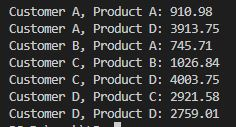 Customer A, Product A: 910.98
Customer A, Product D: 3913.75
Customer B, Product A: 745.71
Customer C, Product B: 1026.84
Customer C, Product D: 4003.75
Customer D, Product C: 2921.58
Customer D, Product D: 2759.01